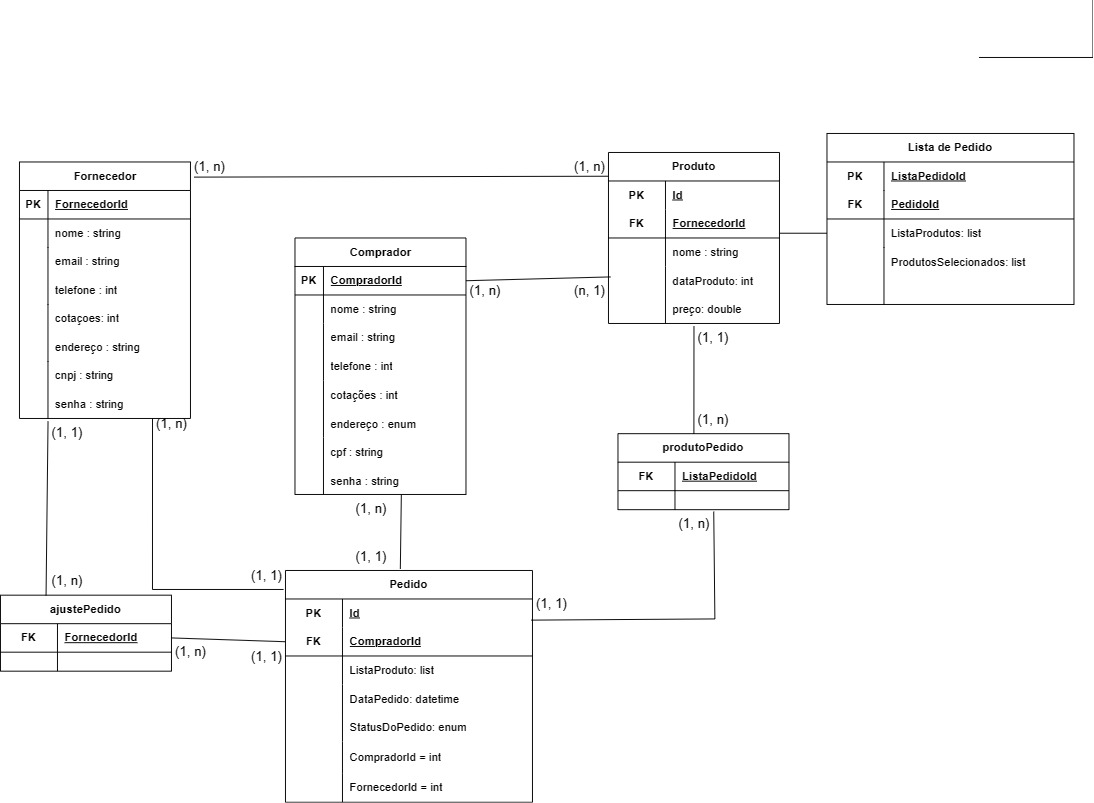 Fornecedor
PK FornecedorId
nome : string
email : string
telefone : int
cotaçoes: int
endereço : string
cnpj : string
senha : string
(1, n)
(1, n)
Produto
PK Id
FK FornecedorId
nome : string
dataProduto: int
preço: double
Lista de Pedido
PK ListaPedidoId
FK PedidoId
ListaProdutos: list
ProdutosSelecionados: list
Comprador
PK CompradorId
nome : string
email : string
telefone : int
cotações : int
endereço : enum
cpf : string
senha : string
(1, n)
(n, 1)
(1, 1)
(1, n)
produtoPedido
FK ListaPedidoId
(1, n)
(1, 1)
(1, 1)
(1, n)
(1, n)
(1, 1)
(1, n)
(1, 1)
ajustePedido
FK FornecedorId
(1, n)
(1, 1)
Pedido
PK Id
FK CompradorId
ListaProduto: list
DataPedido: datetime
StatusDoPedido: enum
CompradorId = int
FornecedorId = int